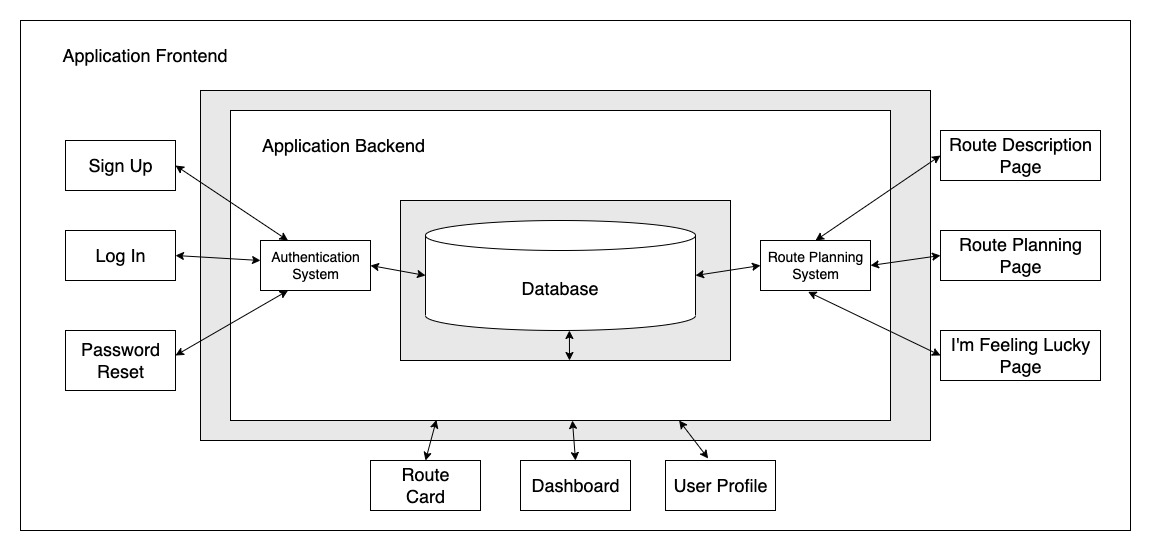 Application Frontend
Application Backend
Sign Up
Log In
Password
Reset
Authentication
System
Database
Route Planning
System
Route Description
Page
Route Planning
Page
I'm Feeling Lucky
Page
Route
Card
Dashboard
User Profile